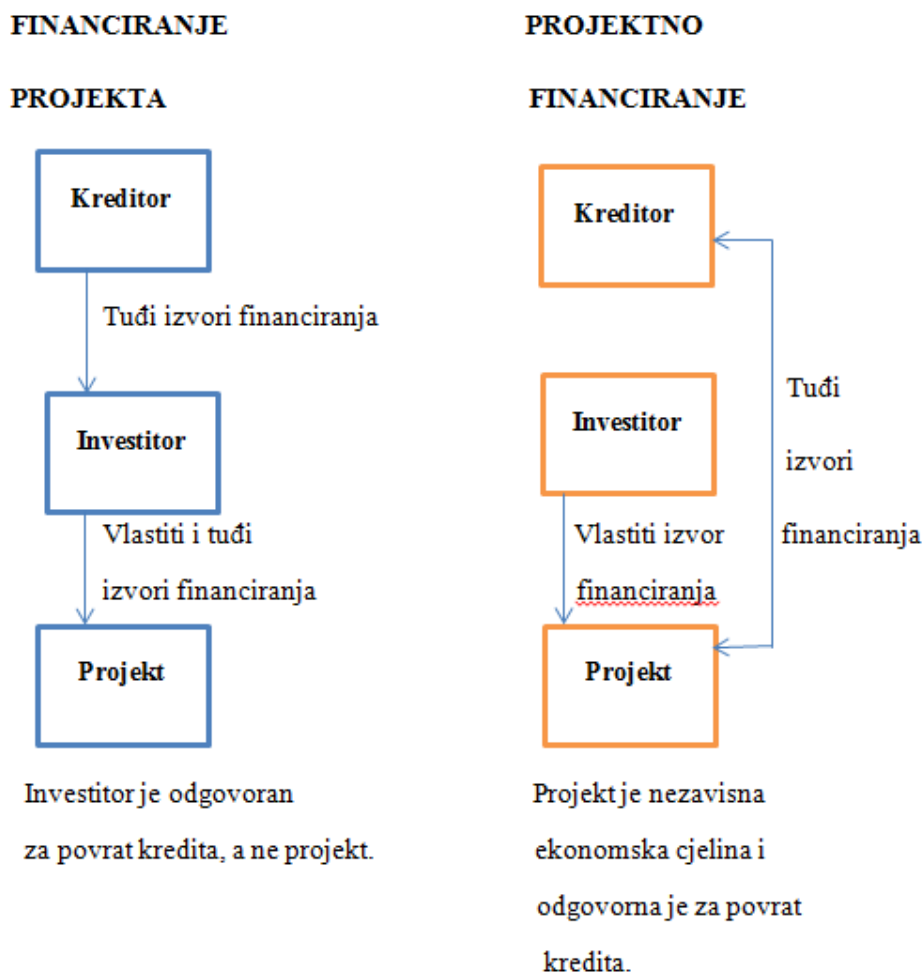 FINANCIRANJE
PROJEKTA
Kreditor
Tuđi izvori financiranja
Investitor
Vlastiti i tuđi
izvori financiranja
Projekt
Investitor je odgovoran
za povrat kredita, a ne projekt.
PROJEKTNO
FINANCIRANJE
Kreditor
Investitor
Tuđi
izvori
financiranja
Vlastiti izvor
financiranja
Projekt
Projekt je nezavisna
ekonomska cjelina i
odgovorna je za povrat
kredita.